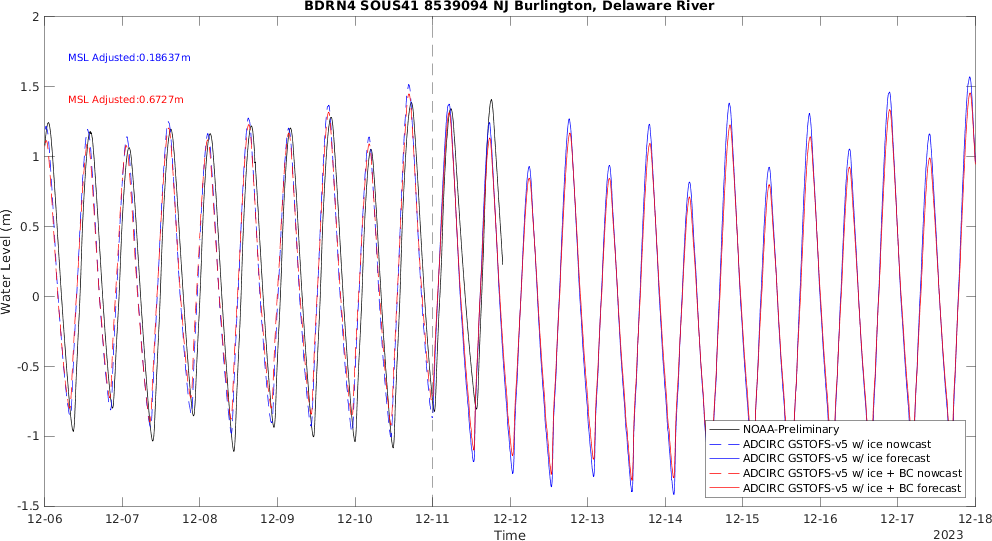 BDRN4 SOUS41 8539094 NJ Burlington, Delaware River
2
1.5
1
0.5
0
-0.5
-1
-1.5
Water Level (m)
MSL Adjusted:0.18637m
MSL Adjusted:0.6727m
NOAA-Preliminary
ADCIRC GSTOFS-v5 w/ ice nowcast
ADCIRC GSTOFS-v5 w/ ice forecast
ADCIRC GSTOFS-v5 w/ ice + BC nowcast
ADCIRC GSTOFS-v5 w/ ice + BC forecast
12-06 12-07 12-08 12-09 12-10 12-11 12-12 12-13 12-14 12-15 12-16 12-17 12-18
Time
2023